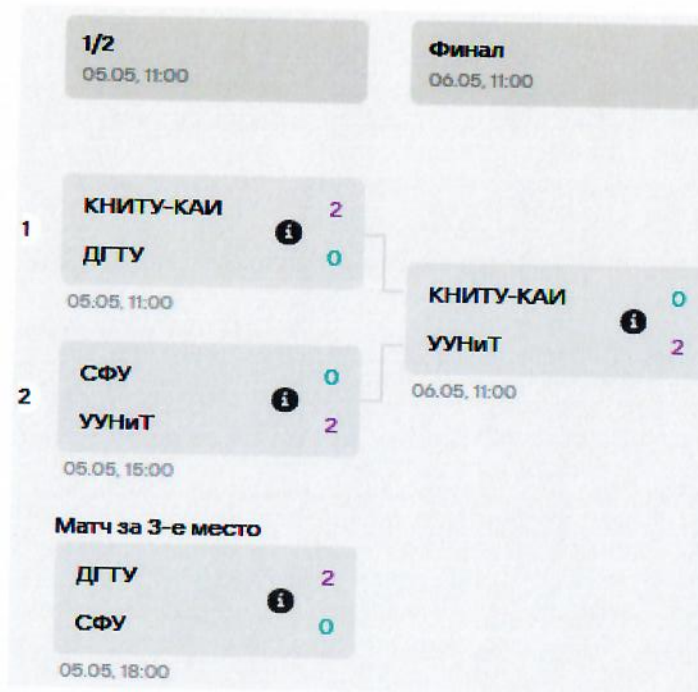 1/2
05.05, 11:00
Финал
06.05, 11:00
1
КНИТУ-КАИ 2
ДГТУ 0
05.05, 11:00
2
СФУ 0
УУНиТ 2
05.05, 15:00
КНИТУ-КАИ 0
УУНиТ 2
06.05, 11:00
Матч за 3-е место
ДГТУ 2
СФУ 0
05.05, 18:00